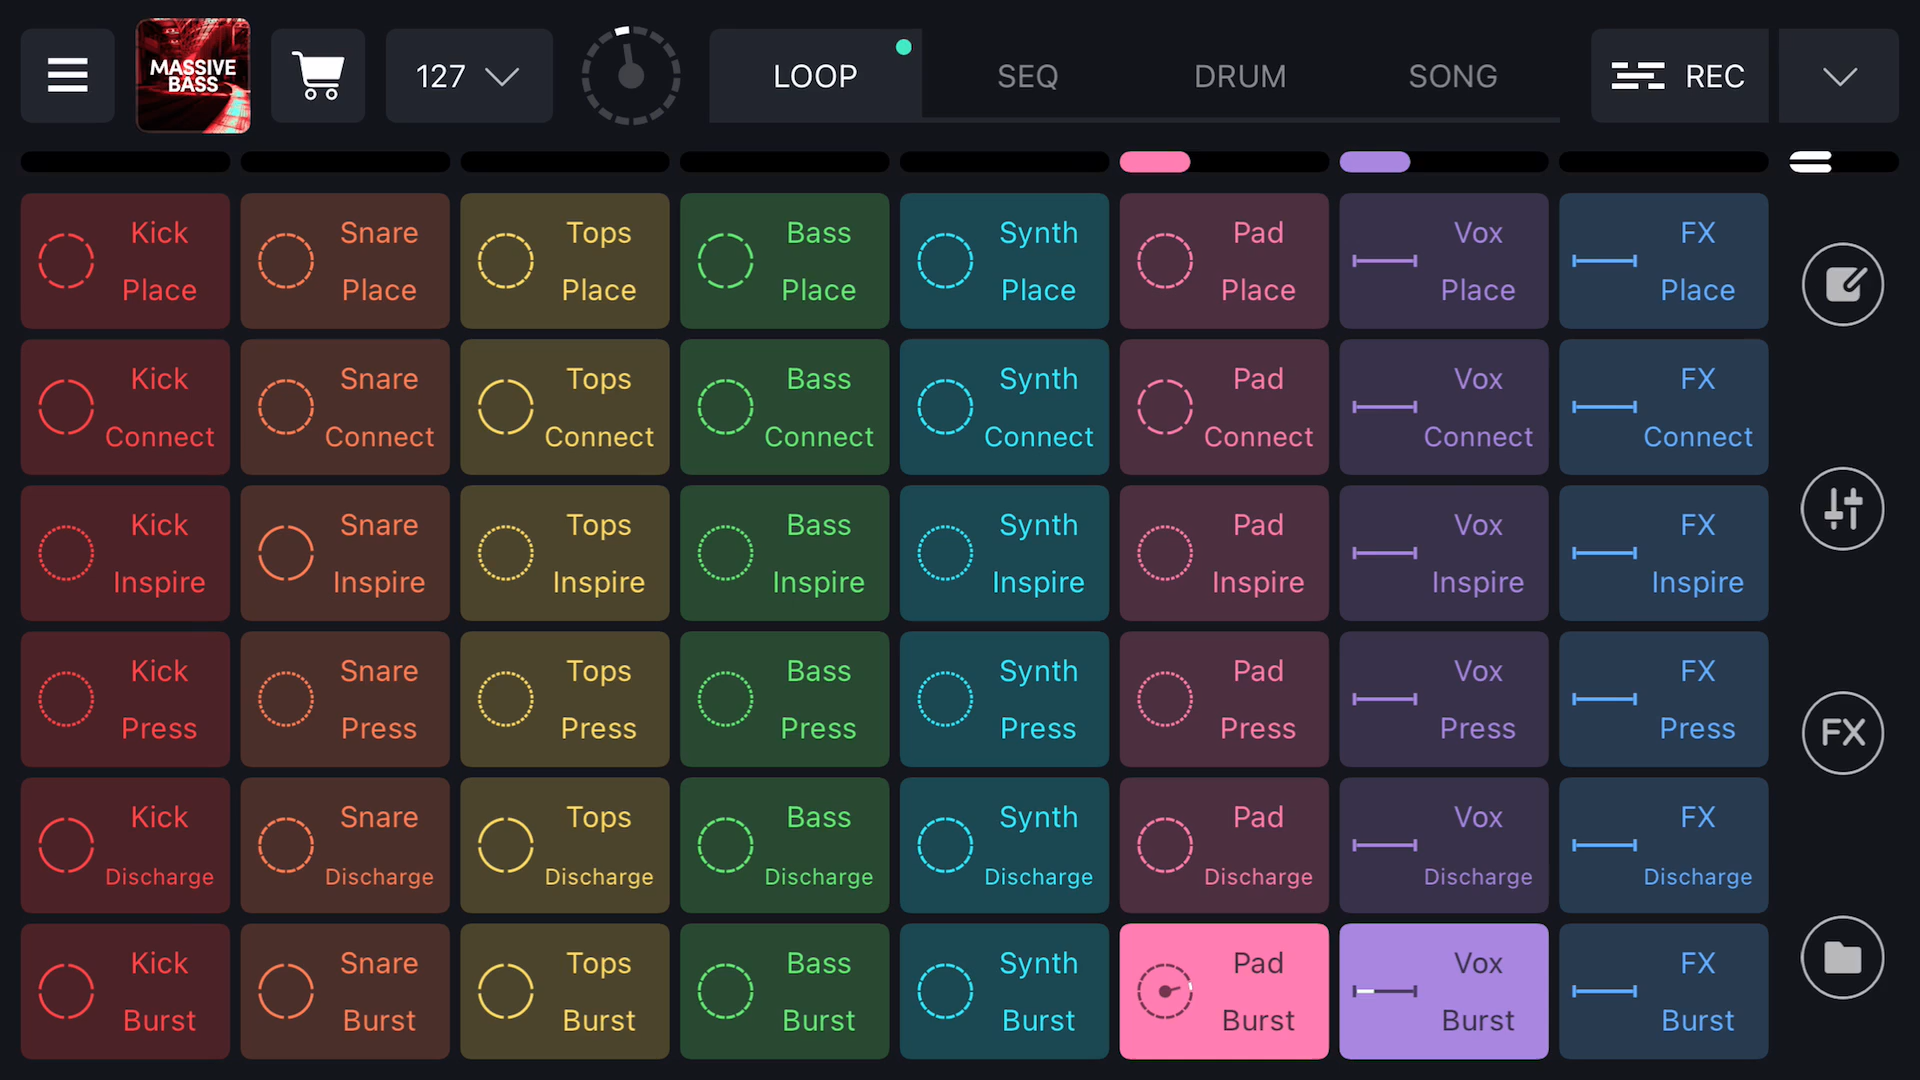 MASSIVE
BASS
127
LOOP
SEQ
DRUM
SONG
REC
Kick
Place
Snare
Place
Tops
Place
Bass
Place
Synth
Place
Pad
Place
Vox
Place
FX
Place
Kick
Connect
Snare
Connect
Tops
Connect
Bass
Connect
Synth
Connect
Pad
Connect
Vox
Connect
FX
Connect
Kick
Inspire
Snare
Inspire
Tops
Inspire
Bass
Inspire
Synth
Inspire
Pad
Inspire
Vox
Inspire
FX
Inspire
Kick
Press
Snare
Press
Tops
Press
Bass
Press
Synth
Press
Pad
Press
Vox
Press
FX
Press
FX
Kick
Discharge
Snare
Discharge
Tops
Discharge
Bass
Discharge
Synth
Discharge
Pad
Discharge
Vox
Discharge
FX
Discharge
Kick
Burst
Snare
Burst
Tops
Burst
Bass
Burst
Synth
Burst
Pad
Burst
Vox
Burst
FX
Burst